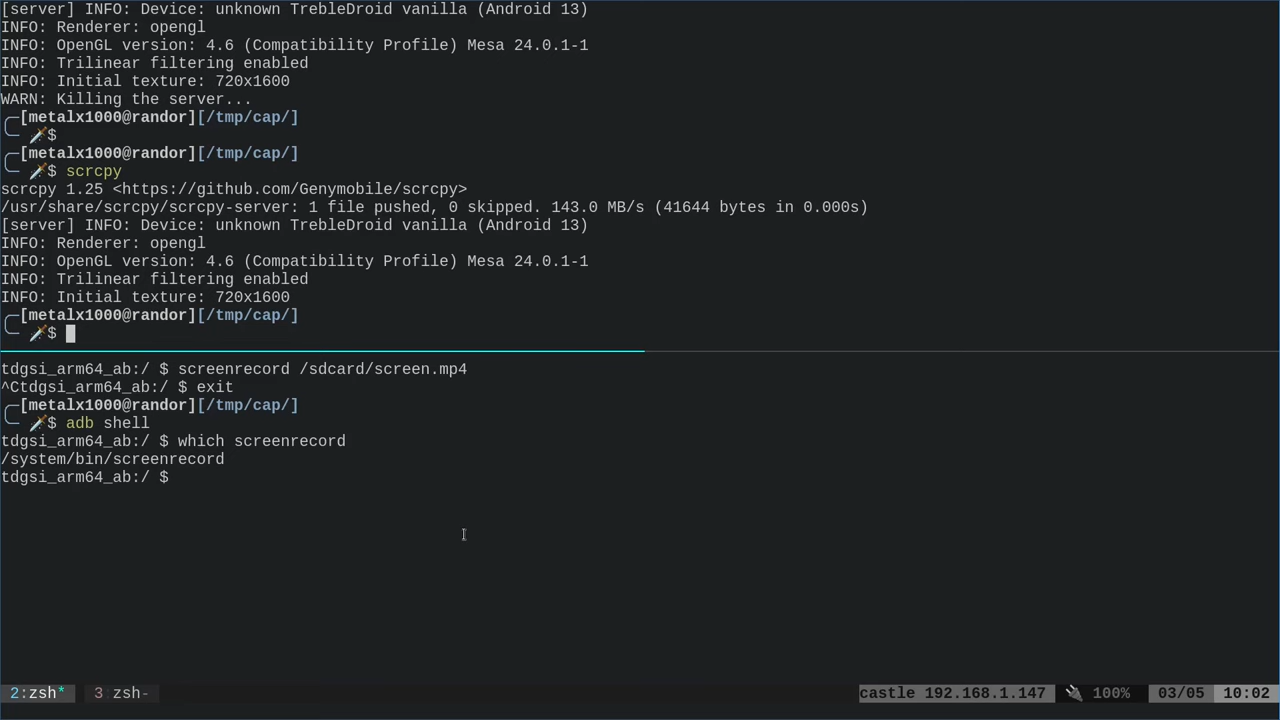 [server] INFO: Device: unknown TrebleDroid vanilla (Android 13)
INFO: Renderer: opengl
INFO: OpenGL version: 4.6 (Compatibility Profile) Mesa 24.0.1-1
INFO: Trilinear filtering enabled
INFO: Initial texture: 720x1600
WARN: Killing the server...
╭─[metalx1000@randor][/tmp/cap/]
╰─ 🗡️$
╭─[metalx1000@randor][/tmp/cap/]
╰─ 🗡️$ scrcpy
scrcpy 1.25 <https://github.com/Genymobile/scrcpy>
/usr/share/scrcpy/scrcpy-server: 1 file pushed, 0 skipped. 143.0 MB/s (41644 bytes in 0.000s)
[server] INFO: Device: unknown TrebleDroid vanilla (Android 13)
INFO: Renderer: opengl
INFO: OpenGL version: 4.6 (Compatibility Profile) Mesa 24.0.1-1
INFO: Trilinear filtering enabled
INFO: Initial texture: 720x1600
╭─[metalx1000@randor][/tmp/cap/]
╰─ 🗡️$
tdgsi_arm64_ab:/ $ screenrecord /sdcard/screen.mp4
^Ctdgsi_arm64_ab:/ $ exit
╭─[metalx1000@randor][/tmp/cap/]
╰─ 🗡️$ adb shell
tdgsi_arm64_ab:/ $ which screenrecord
/system/bin/screenrecord
tdgsi_arm64_ab:/ $
2:zsh* 3 zsh- castle 192.168.1.147 🔌 100% 03/05 10:02